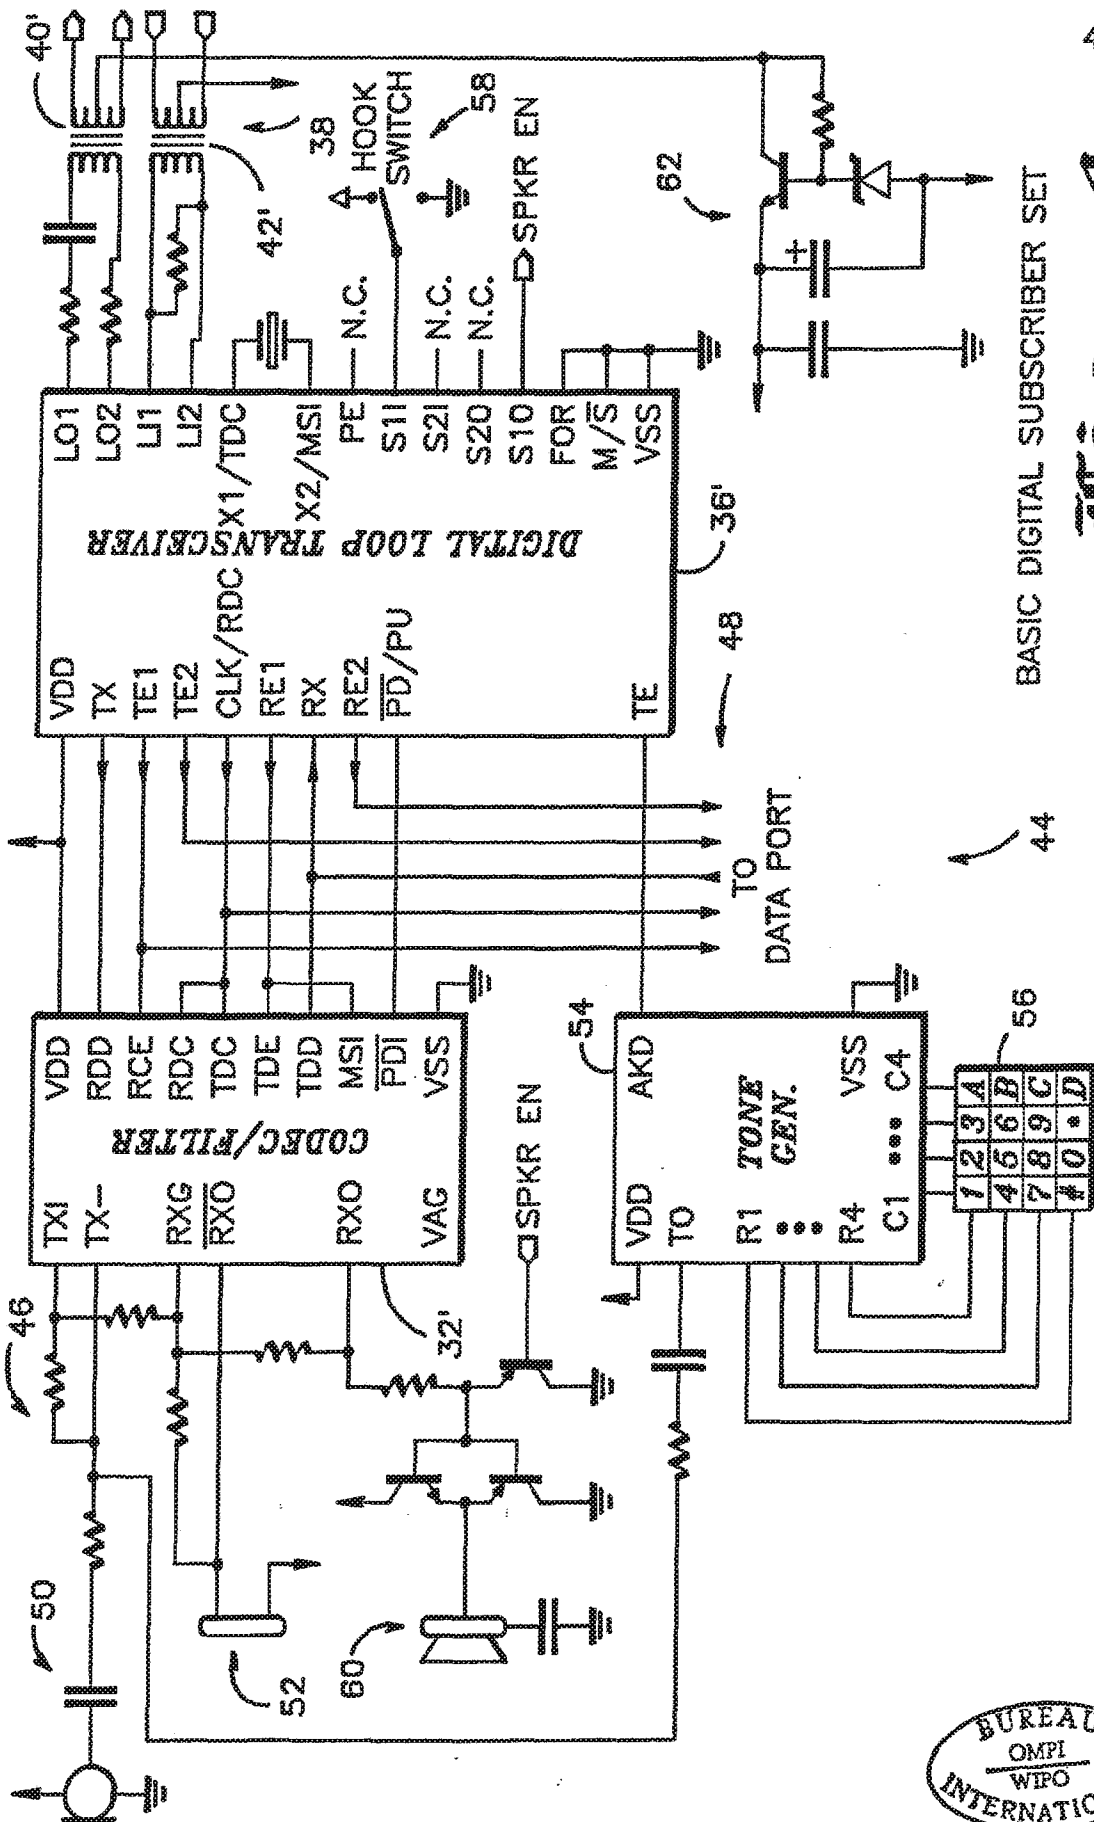 40'
38
42'
HOOK
SWITCH
58
SPKR EN
62
LO1
LO2
LI1
LI2
X1/TDC
X2/MSI
PE
S1I
S2I
S2O
S1O
FOR
M/S
VSS
N.C.
N.C.
N.C.
DIGITAL LOOP TRANSCEIVER
36'
VDD
TX
TE1
TE2
CLK/RDC
RE1
RX
RE2
PD/PU
TE
48
TO
DATA PORT
44
VDD
RDD
RCE
RDC
TDC
TDE
TDD
MSI
PDI
VSS
CODEC/FILTER
TXI
TX-
RXG
RXO
RXO
VAG
32'
46
50
52
60
SPKR EN
54
AKD
VSS
TONE
GEN.
VDD
TO
R1
R4
C1
C4
56
1 2 3 A
4 5 6 B
7 8 9 C
# 0 • D
BASIC DIGITAL SUBSCRIBER SET
BUREAU
OMPI
WIPO